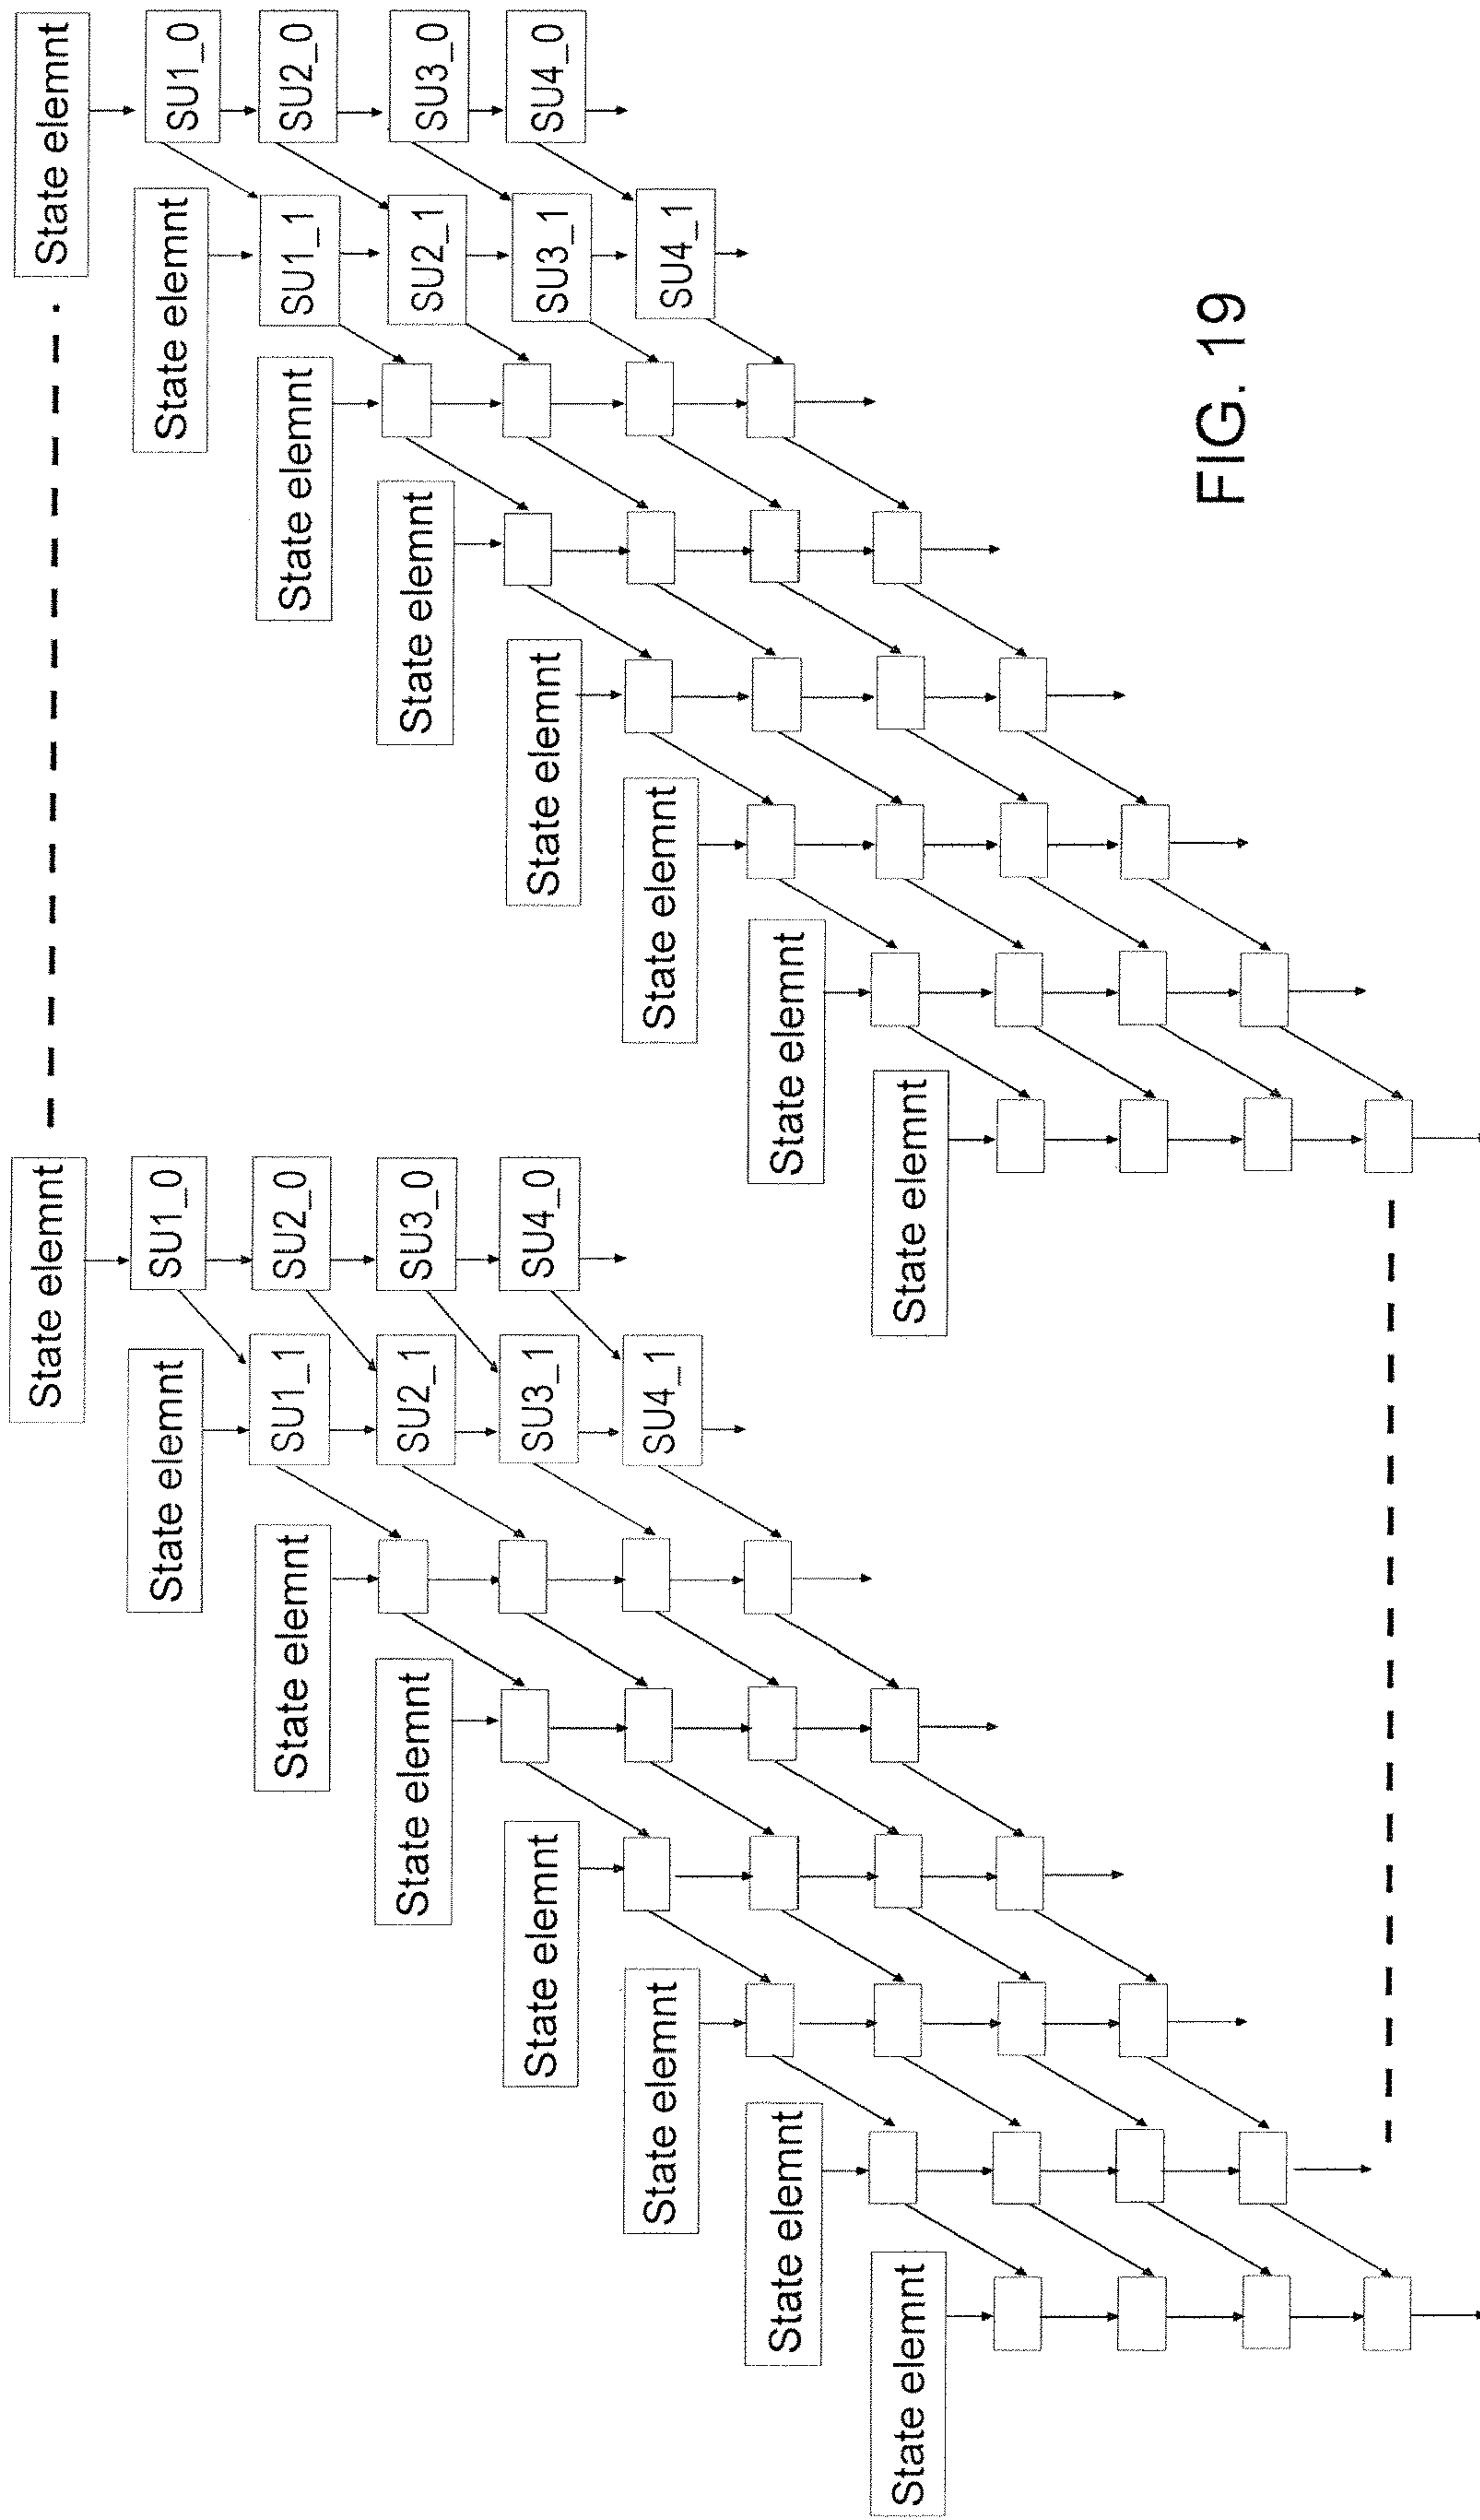 State elemnt
State elemnt
State elemnt
SU1_0
State elemnt
SU1_0
State elemnt
SU1_1
SU2_0
State elemnt
SU1_1
SU2_0
State elemnt
SU2_1
SU3_0
State elemnt
SU2_1
SU3_0
State elemnt
SU3_1
SU4_0
State elemnt
SU3_1
SU4_0
State elemnt
SU4_1
State elemnt
SU4_1
State elemnt
State elemnt
State elemnt
State elemnt
FIG. 19